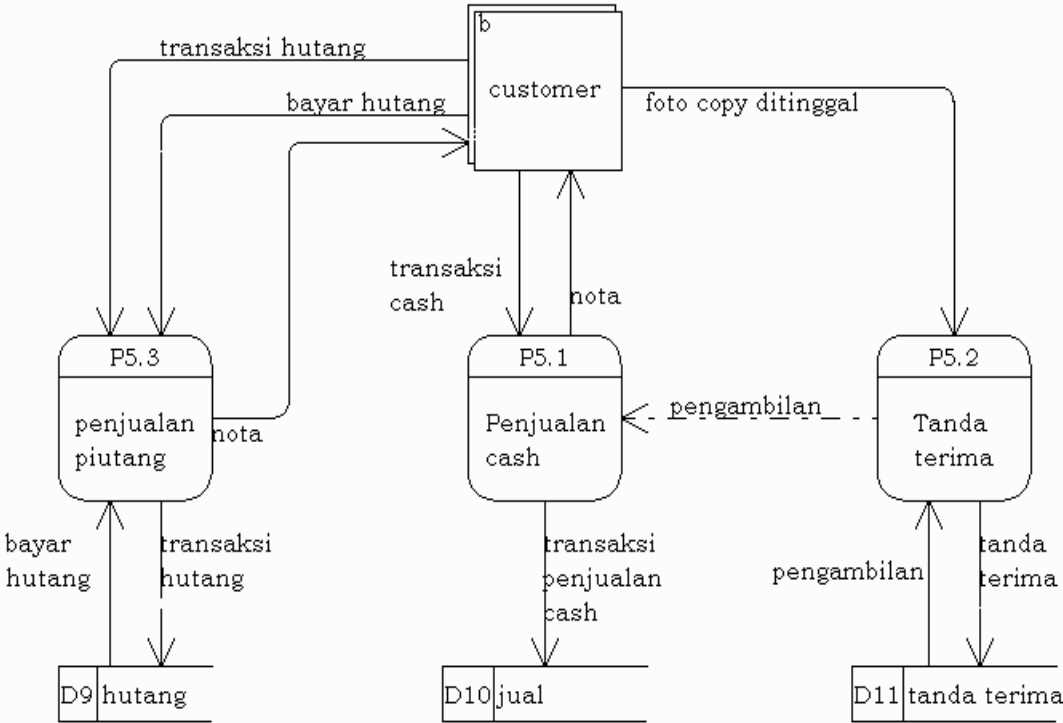 b
transaksi hutang
customer
bayar hutang
foto copy ditinggal
transaksi
cash
nota
P5.3
P5.1
P5.2
pengambilan
penjualan
piutang
nota
Penjualan
cash
Tanda
terima
bayar
hutang
transaksi
hutang
transaksi
penjualan
cash
pengambilan
tanda
terima
D9 hutang
D10 jual
D11 tanda terima